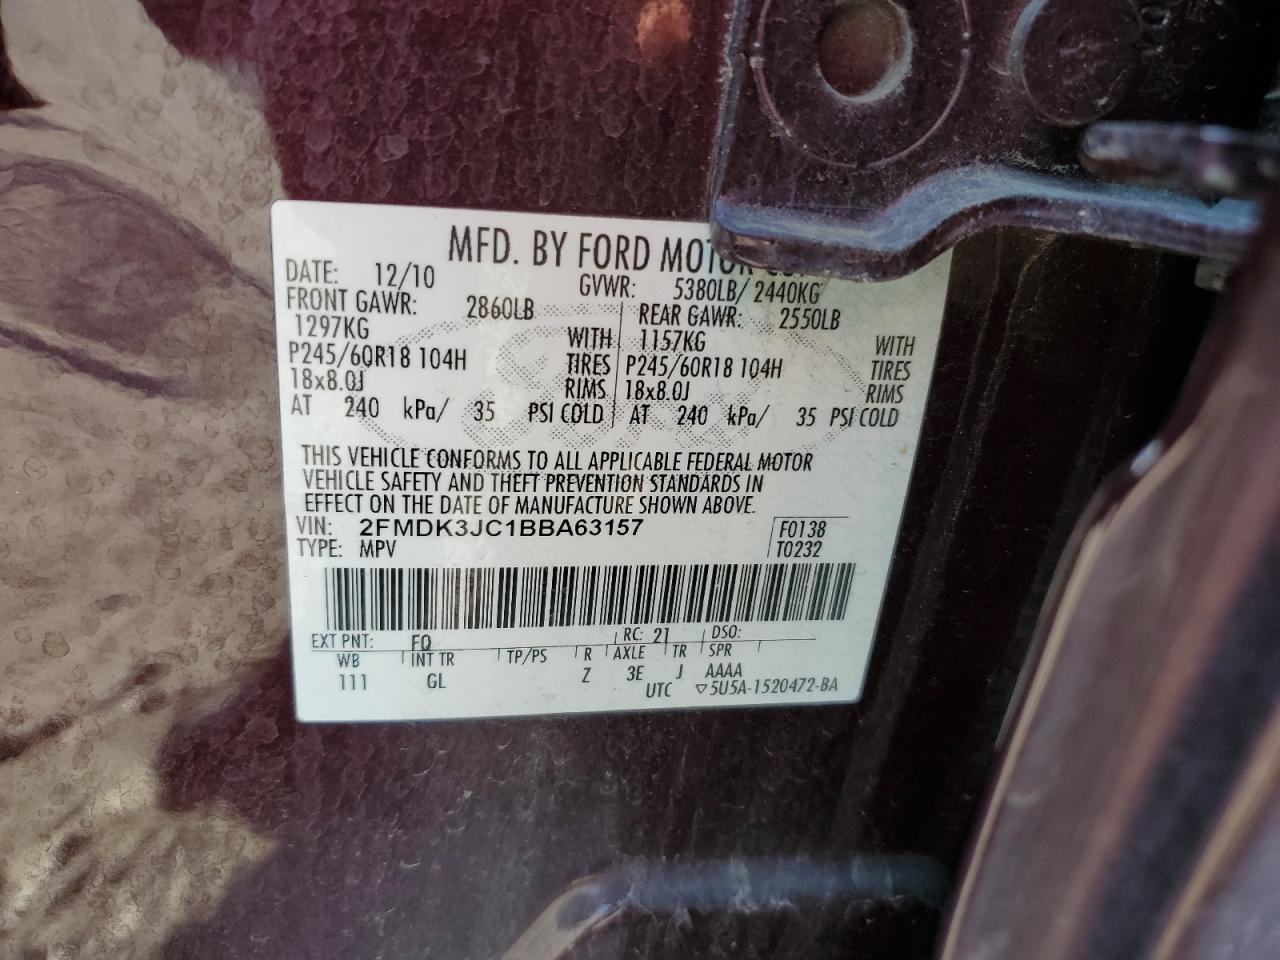 MFD. BY FORD MOTOR
DATE: 12/10 GVWR: 5380LB/ 2440KG
FRONT GAWR: 2860LB REAR GAWR: 2550LB
1297KG WITH 1157KG WITH
P245/60R18 104H TIRES P245/60R18 104H TIRES
18x8.0J RIMS 18x8.0J RIMS
AT 240 kPa/ 35 PSI COLD AT 240 kPa/ 35 PSI COLD
THIS VEHICLE CONFORMS TO ALL APPLICABLE FEDERAL MOTOR
VEHICLE SAFETY AND THEFT PREVENTION STANDARDS IN
EFFECT ON THE DATE OF MANUFACTURE SHOWN ABOVE.
VIN: 2FMDK3JC1BBA63157 F0138
TYPE: MPV T0232
EXT PNT: FQ RC: 21 DSO:
WB INT TR TP/PS R AXLE TR SPR
111 GL Z 3E J AAAA
UTC ▽5U5A-1520472-BA